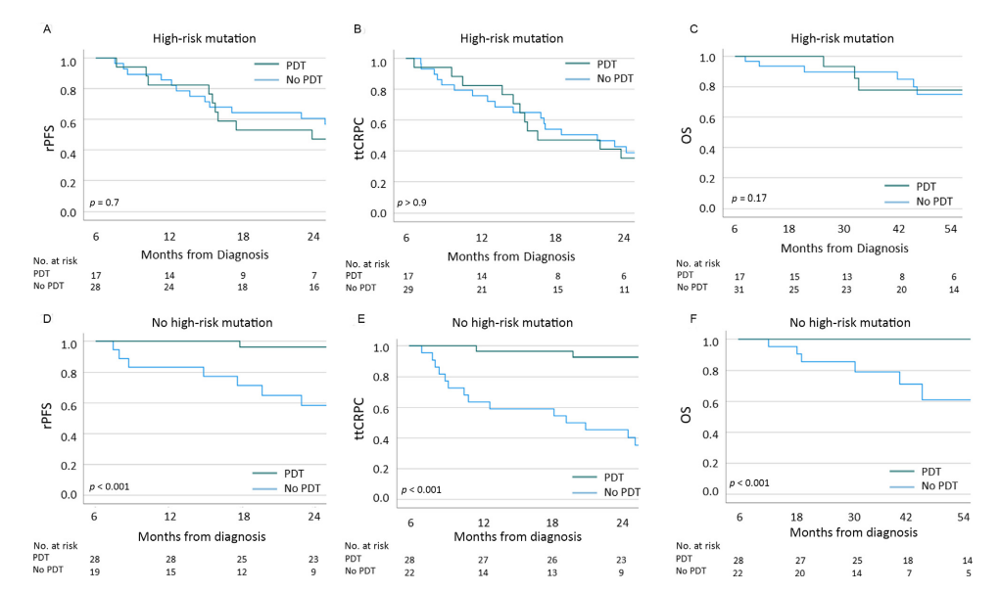 A
High-risk mutation
1.0
0.8
0.6
0.4
0.2
0.0
rPFS
PDT
No PDT
p = 0.7
6 12 18 24
Months from Diagnosis
No. at risk
PDT 17 14 9 7
No PDT 28 24 18 16
B
High-risk mutation
1.0
0.8
0.6
0.4
0.2
0.0
ttCRPC
PDT
No PDT
p > 0.9
6 12 18 24
Months from Diagnosis
No. at risk
PDT 17 14 8 6
No PDT 29 21 15 11
C
High-risk mutation
1.0
0.8
0.6
0.4
0.2
0.0
OS
PDT
No PDT
p = 0.17
6 18 30 42 54
Months from Diagnosis
No. at risk
PDT 17 15 13 8 6
No PDT 31 25 23 20 14
D
No high-risk mutation
1.0
0.8
0.6
0.4
0.2
0.0
rPFS
PDT
No PDT
p < 0.001
6 12 18 24
Months from diagnosis
No. at risk
PDT 28 28 25 23
No PDT 19 15 12 9
E
No high-risk mutation
1.0
0.8
0.6
0.4
0.2
0.0
ttCRPC
PDT
No PDT
p < 0.001
6 12 18 24
Months from diagnosis
No. at risk
PDT 28 27 26 23
No PDT 22 14 13 9
F
No high-risk mutation
1.0
0.8
0.6
0.4
0.2
0.0
OS
PDT
No PDT
p < 0.001
6 18 30 42 54
Months from diagnosis
No. at risk
PDT 28 27 25 18 14
No PDT 22 20 14 7 5